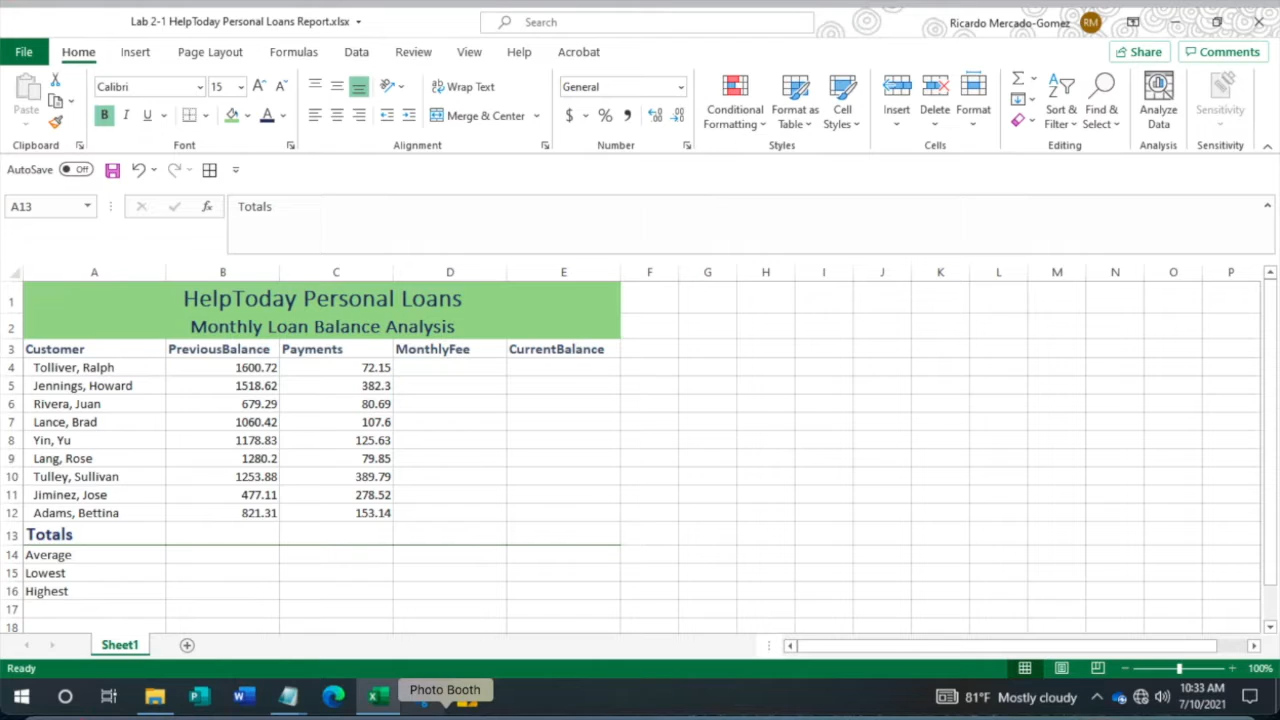 Lab 2-1 HelpToday Personal Loans Report.xlsx
Search
Ricardo Mercado-Gomez RM
File Home Insert Page Layout Formulas Data Review View Help Acrobat
Share Comments
Paste
Calibri 15 A A
B I U A
Wrap Text
Merge & Center
General
$ % ,
Conditional Formatting
Format as Table
Cell Styles
Insert Delete Format
Sort & Filter
Find & Select
Analyze Data
Sensitivity
Clipboard Font Alignment Number Styles Cells Editing Analysis Sensitivity
AutoSave Off
A13 fx Totals
A B C D E F G H I J K L M N O P
1 HelpToday Personal Loans
2 Monthly Loan Balance Analysis
3 Customer PreviousBalance Payments MonthlyFee CurrentBalance
4 Tolliver, Ralph 1600.72 72.15
5 Jennings, Howard 1518.62 382.3
6 Rivera, Juan 679.29 80.69
7 Lance, Brad 1060.42 107.6
8 Yin, Yu 1178.83 125.63
9 Lang, Rose 1280.2 79.85
10 Tulley, Sullivan 1253.88 389.79
11 Jiminez, Jose 477.11 278.52
12 Adams, Bettina 821.31 153.14
13 Totals
14 Average
15 Lowest
16 Highest
17
18
Sheet1
Ready 100%
Photo Booth
81°F Mostly cloudy
10:33 AM
7/10/2021